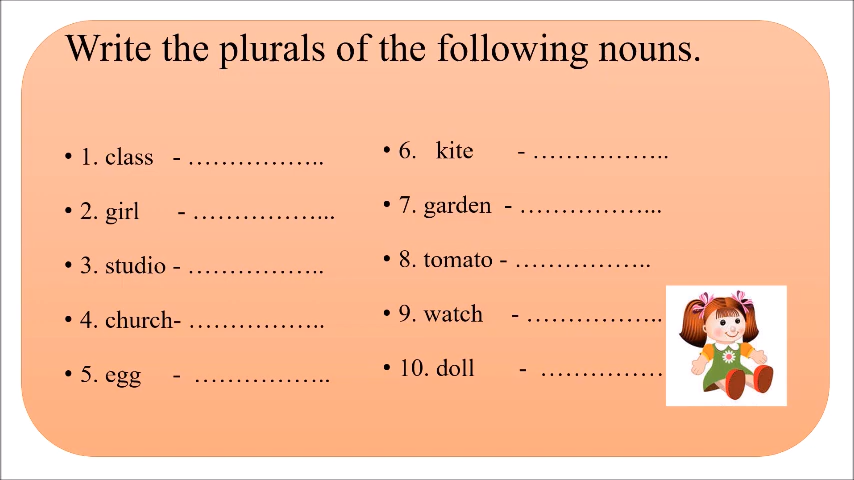 Write the plurals of the following nouns.
• 1. class - ……………..
• 2. girl - ……………...
• 3. studio - ……………..
• 4. church- ……………..
• 5. egg - ……………..
• 6. kite - ……………..
• 7. garden - ……………...
• 8. tomato - ……………..
• 9. watch - ……………..
• 10. doll - ……………